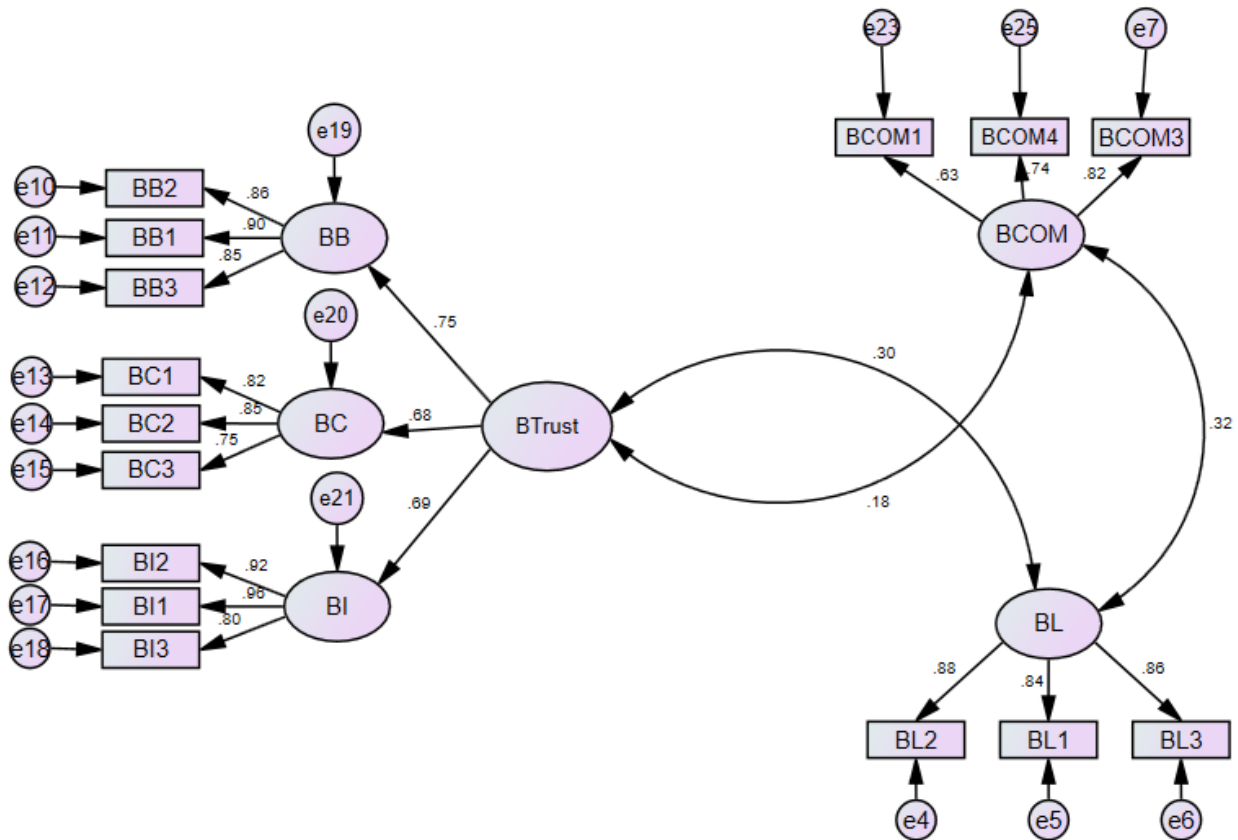 e23
e25
e7
BCOM1
BCOM4
BCOM3
.63
.74
.82
BCOM
e19
e10
BB2
.86
e11
BB1
.90
BB
e12
BB3
.85
e20
.75
e13
BC1
.82
e14
BC2
.85
BC
e15
BC3
.75
.68
BTrust
.30
.32
e21
.69
.18
e16
BI2
.92
e17
BI1
.96
BI
e18
BI3
.80
BL
.88
.84
.86
BL2
BL1
BL3
e4
e5
e6